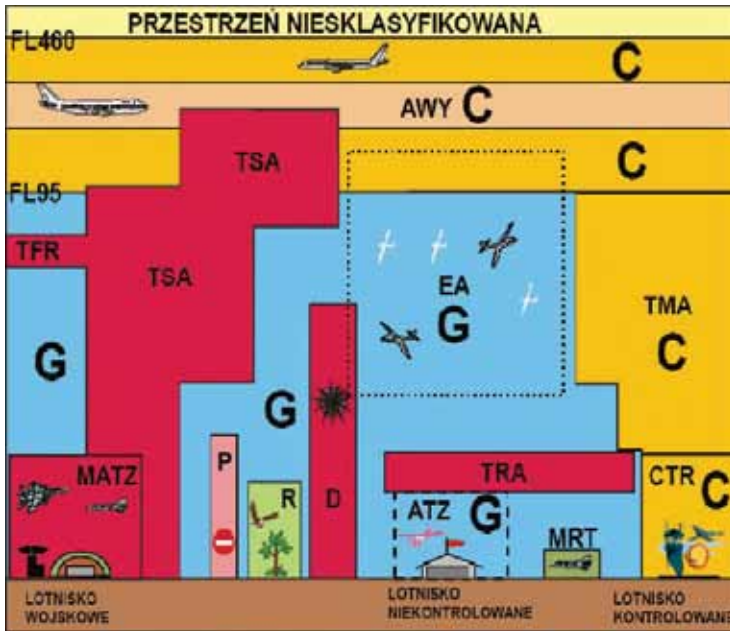 PRZESTRZEŃ NIESKLASYFIKOWANA
FL460
C
AWY C
TSA
C
FL95
TFR
TSA
EA
G
TMA
C
G
G
MATZ
P
R
D
TRA
ATZ G
MRT
CTR C
LOTNISKO
WOJSKOWE
LOTNISKO
NIEKONTROLOWANE
LOTNISKO
KONTROLOWANE